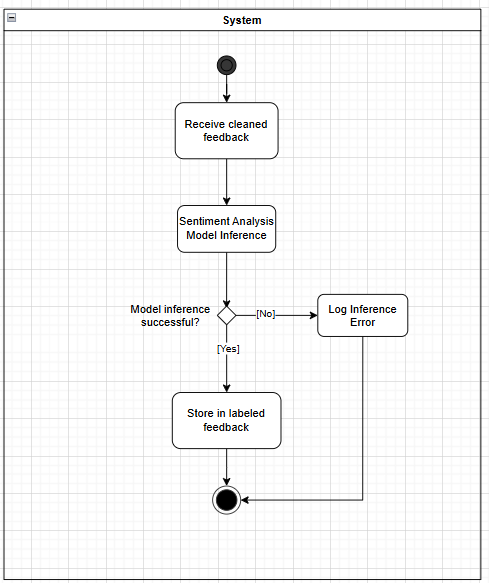 System
Receive cleaned
feedback
Sentiment Analysis
Model Inference
Model inference
successful?
[No]
Log Inference
Error
[Yes]
Store in labeled
feedback